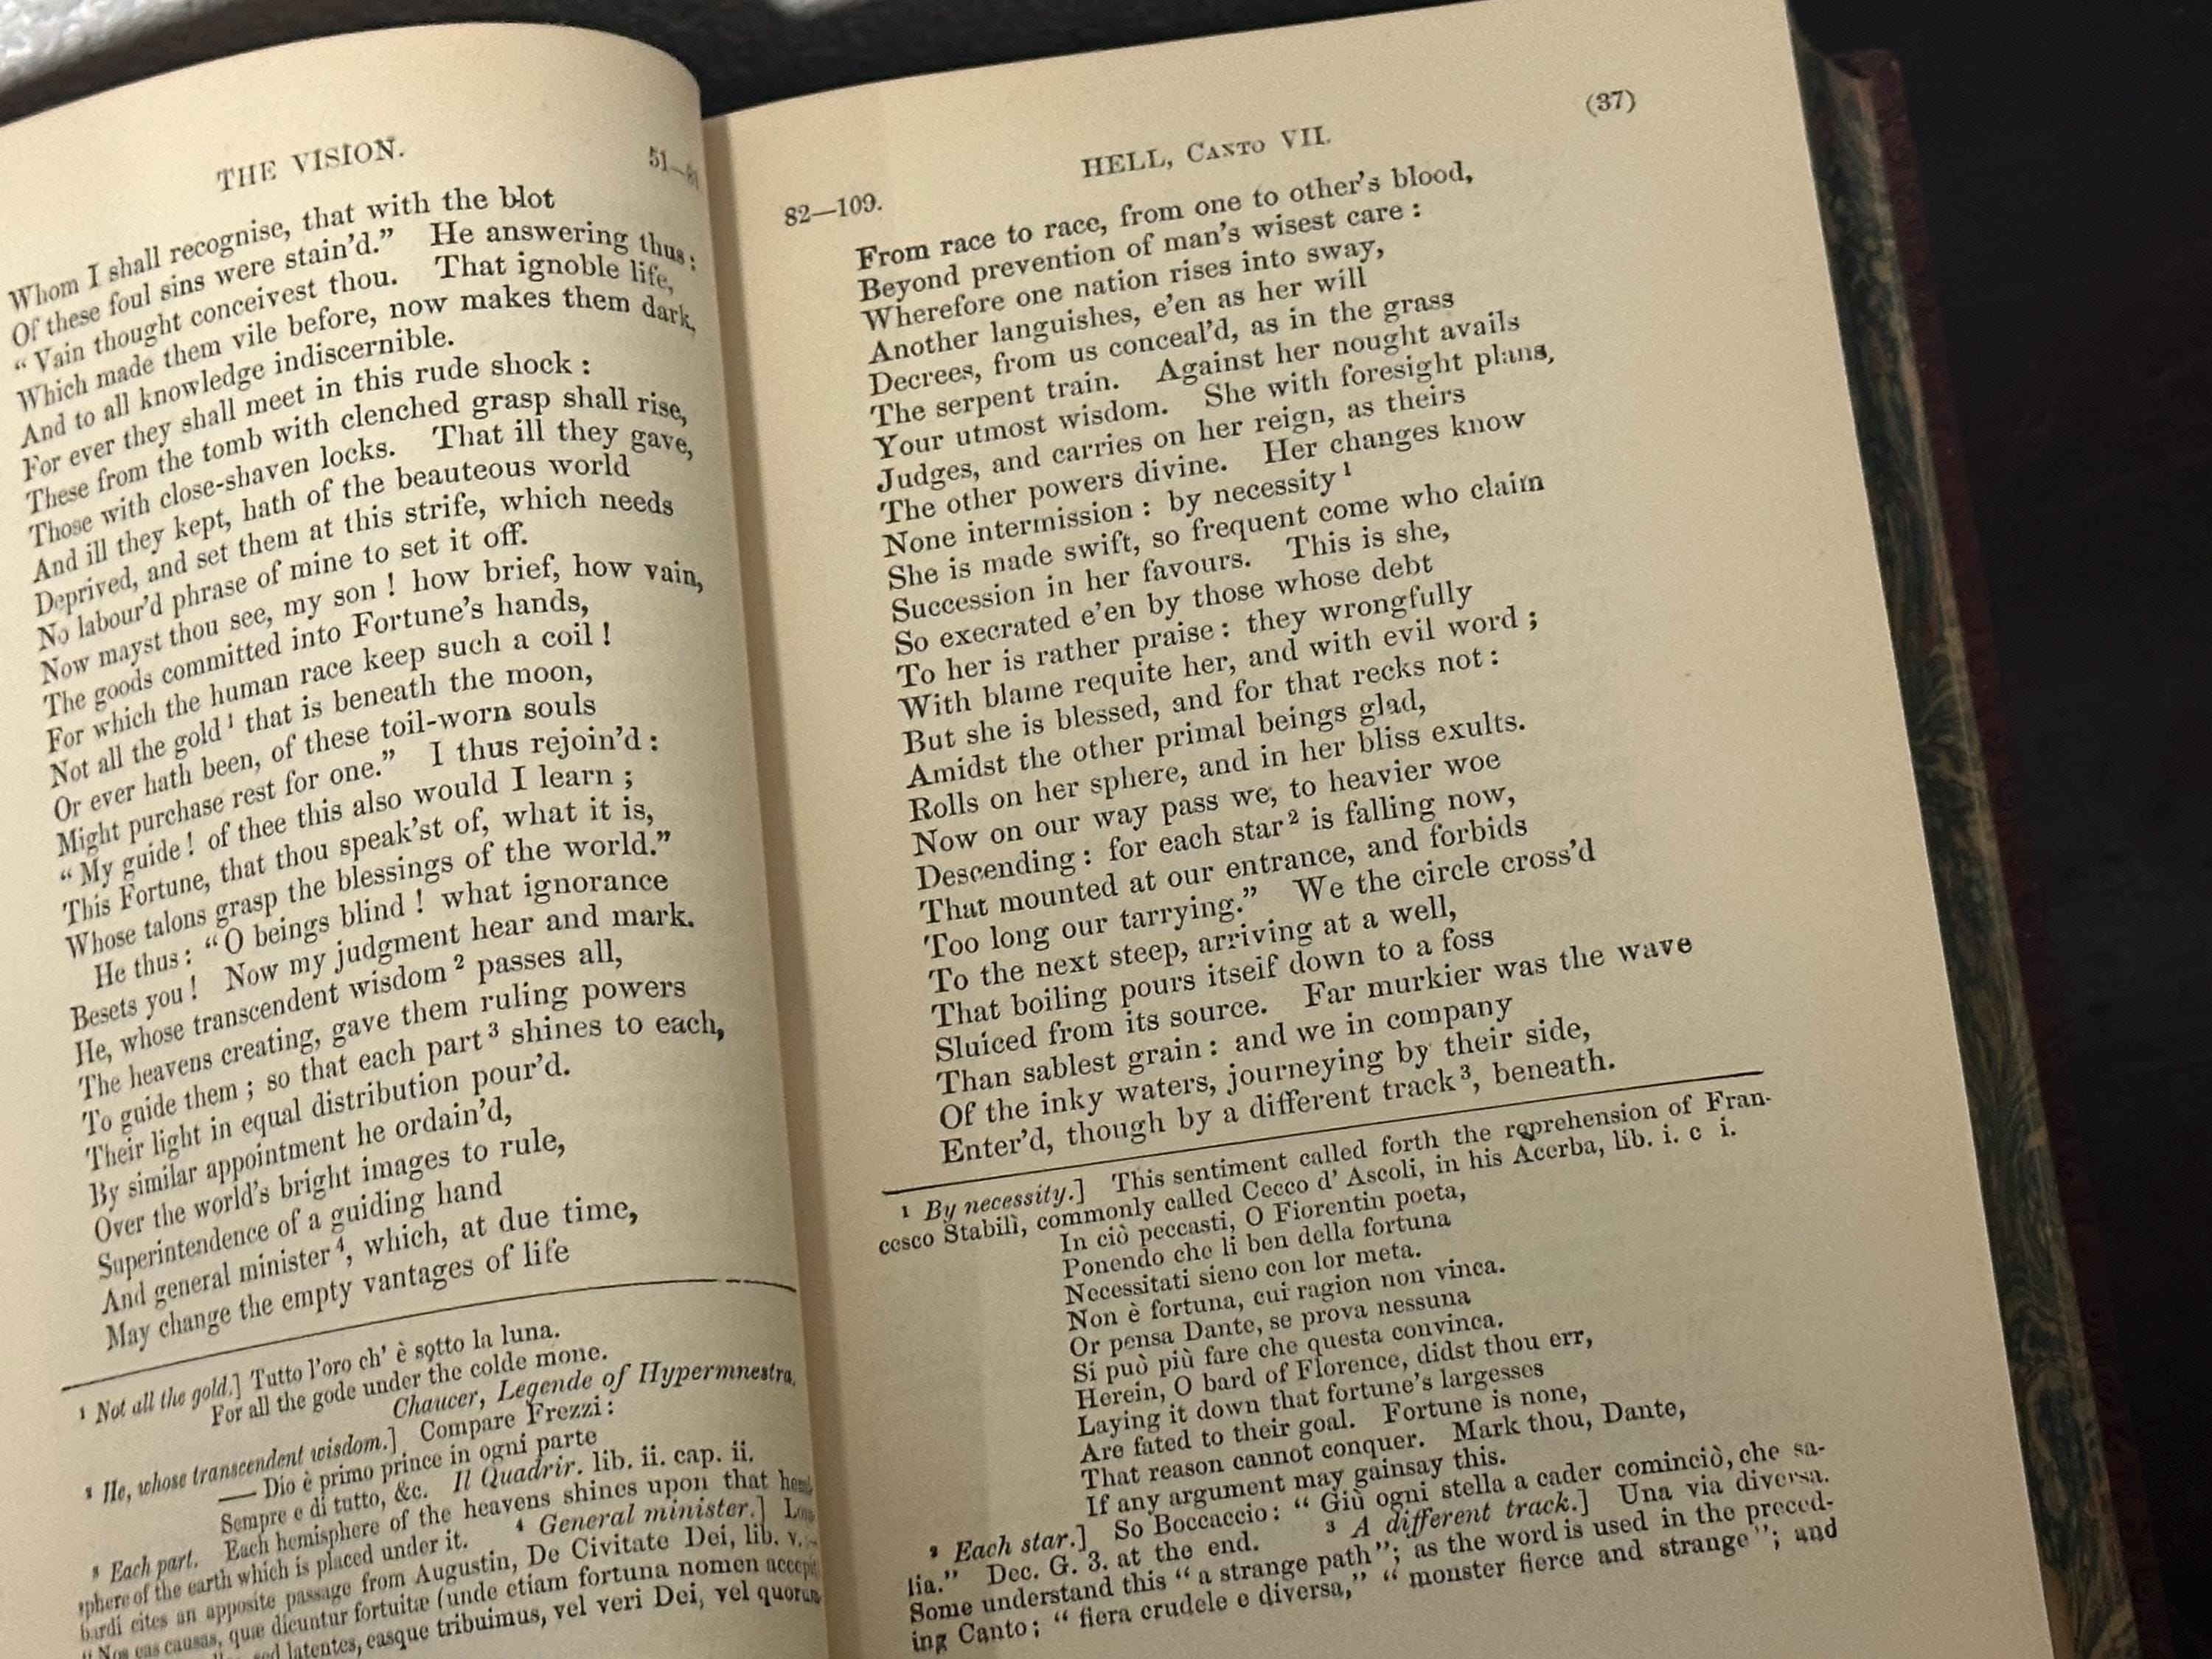 THE VISION.
51—81
Whom I shall recognise, that with the blot
Of these foul sins were stain'd.” He answering thus:
“Vain thought conceivest thou. That ignoble life,
Which made them vile before, now makes them dark,
And to all knowledge indiscernible.
For ever they shall meet in this rude shock :
These from the tomb with clenched grasp shall rise,
Those with close-shaven locks. That ill they gave,
And ill they kept, hath of the beauteous world
Deprived, and set them at this strife, which needs
No labour'd phrase of mine to set it off.
Now mayst thou see, my son ! how brief, how vain,
The goods committed into Fortune's hands,
For which the human race keep such a coil !
Not all the gold ¹ that is beneath the moon,
Or ever hath been, of these toil-worn souls
Might purchase rest for one.” I thus rejoin'd :
“My guide ! of thee this also would I learn ;
This Fortune, that thou speak'st of, what it is,
Whose talons grasp the blessings of the world.”
He thus : “O beings blind ! what ignorance
Besets you ! Now my judgment hear and mark.
He, whose transcendent wisdom ² passes all,
The heavens creating, gave them ruling powers
To guide them ; so that each part ³ shines to each,
Their light in equal distribution pour'd.
By similar appointment he ordain'd,
Over the world's bright images to rule,
Superintendence of a guiding hand
And general minister ⁴, which, at due time,
May change the empty vantages of life
¹ Not all the gold.] Tutto l'oro ch' è sotto la luna.
For all the gode under the colde mone.
Chaucer, Legende of Hypermnestra.
² He, whose transcendent wisdom.] Compare Frezzi :
— Dio è primo prince in ogni parte
Sempre e di tutto, &c. Il Quadrir. lib. ii. cap. ii.
³ Each part. Each hemisphere of the heavens shines upon that hemi
sphere of the earth which is placed under it. ⁴ General minister.] Lom
bardi cites an apposite passage from Augustin, De Civitate Dei, lib. v.
“Nos eas causas, quæ dicuntur fortuitæ (unde etiam fortuna nomen accepit
sed latentes, easque tribuimus, vel veri Dei, vel quorum
82—109.
HELL, CANTO VII.
(37)
From race to race, from one to other's blood,
Beyond prevention of man's wisest care :
Wherefore one nation rises into sway,
Another languishes, e'en as her will
Decrees, from us conceal'd, as in the grass
The serpent train. Against her nought avails
Your utmost wisdom. She with foresight plans,
Judges, and carries on her reign, as theirs
The other powers divine. Her changes know
None intermission : by necessity ¹
She is made swift, so frequent come who claim
Succession in her favours. This is she,
So execrated e'en by those whose debt
To her is rather praise : they wrongfully
With blame requite her, and with evil word ;
But she is blessed, and for that recks not :
Amidst the other primal beings glad,
Rolls on her sphere, and in her bliss exults.
Now on our way pass we, to heavier woe
Descending : for each star ² is falling now,
That mounted at our entrance, and forbids
Too long our tarrying.” We the circle cross'd
To the next steep, arriving at a well,
That boiling pours itself down to a foss
Sluiced from its source. Far murkier was the wave
Than sablest grain : and we in company
Of the inky waters, journeying by their side,
Enter'd, though by a different track ³, beneath.
¹ By necessity.] This sentiment called forth the reprehension of Fran-
cesco Stabili, commonly called Cecco d' Ascoli, in his Acerba, lib. i. c i.
In ciò peccasti, O Fiorentin poeta,
Ponendo che li ben della fortuna
Necessitati sieno con lor meta.
Non è fortuna, cui ragion non vinca.
Or pensa Dante, se prova nessuna
Si può più fare che questa convinca.
Herein, O bard of Florence, didst thou err,
Laying it down that fortune's largesses
Are fated to their goal. Fortune is none,
That reason cannot conquer. Mark thou, Dante,
If any argument may gainsay this.
² Each star.] So Boccaccio : “Giù ogni stella a cader cominciò, che sa-
lia.” Dec. G. 3. at the end. ³ A different track.] Una via diversa.
Some understand this “a strange path”; as the word is used in the preced-
ing Canto ; “fiera crudele e diversa,” “monster fierce and strange”; and